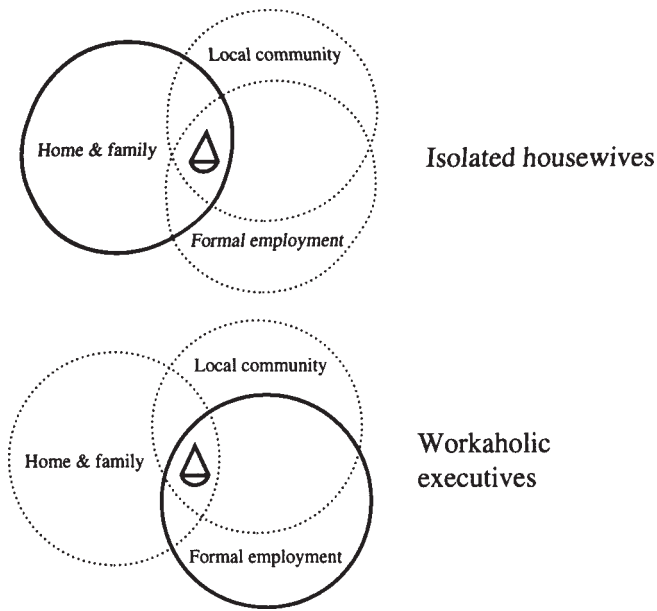 Local community
Home & family
Isolated housewives
Formal employment
Local community
Home & family
Workaholic
executives
Formal employment